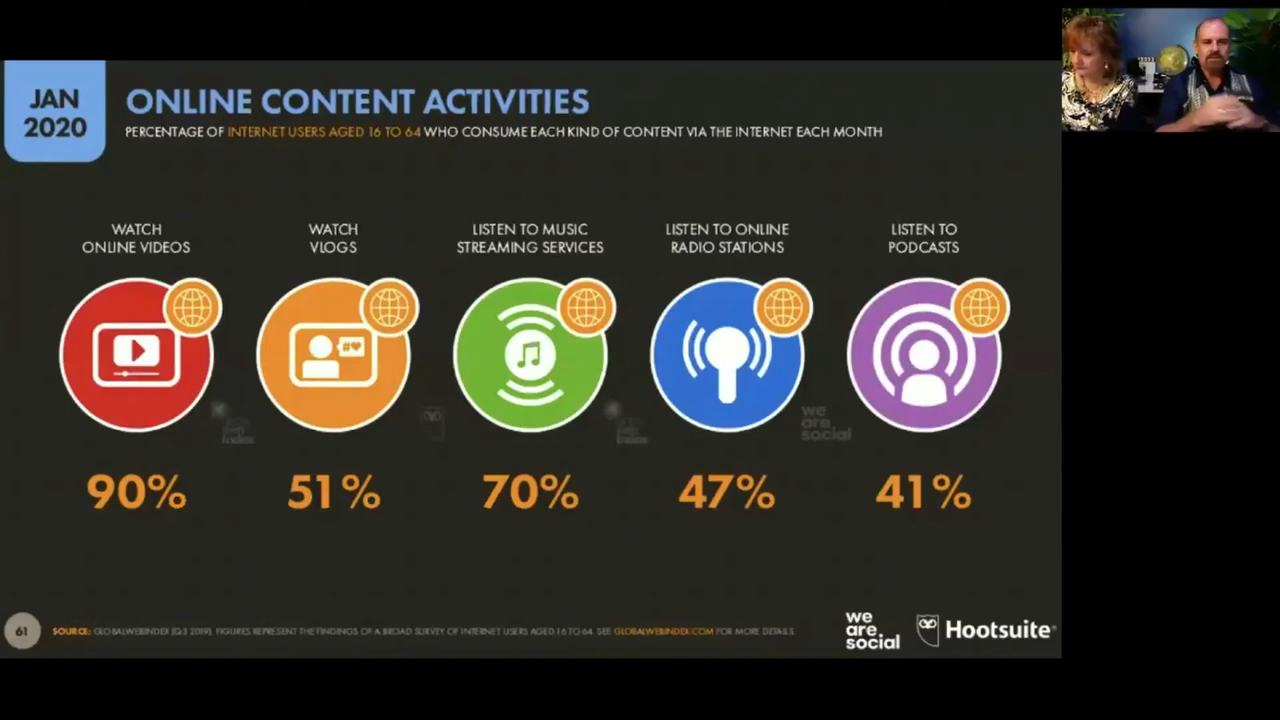 JAN
2020
ONLINE CONTENT ACTIVITIES
PERCENTAGE OF INTERNET USERS AGED 16 TO 64 WHO CONSUME EACH KIND OF CONTENT VIA THE INTERNET EACH MONTH
WATCH
ONLINE VIDEOS
WATCH
VLOGS
LISTEN TO MUSIC
STREAMING SERVICES
LISTEN TO ONLINE
RADIO STATIONS
LISTEN TO
PODCASTS
#
we
are
social
90%
51%
70%
47%
41%
61
SOURCE: GLOBALWEBINDEX (Q3 2019). FIGURES REPRESENT THE FINDINGS OF A BROAD SURVEY OF INTERNET USERS AGED 16 TO 64. SEE GLOBALWEBINDEX.COM FOR MORE DETAILS.
we
are
social
Hootsuite®